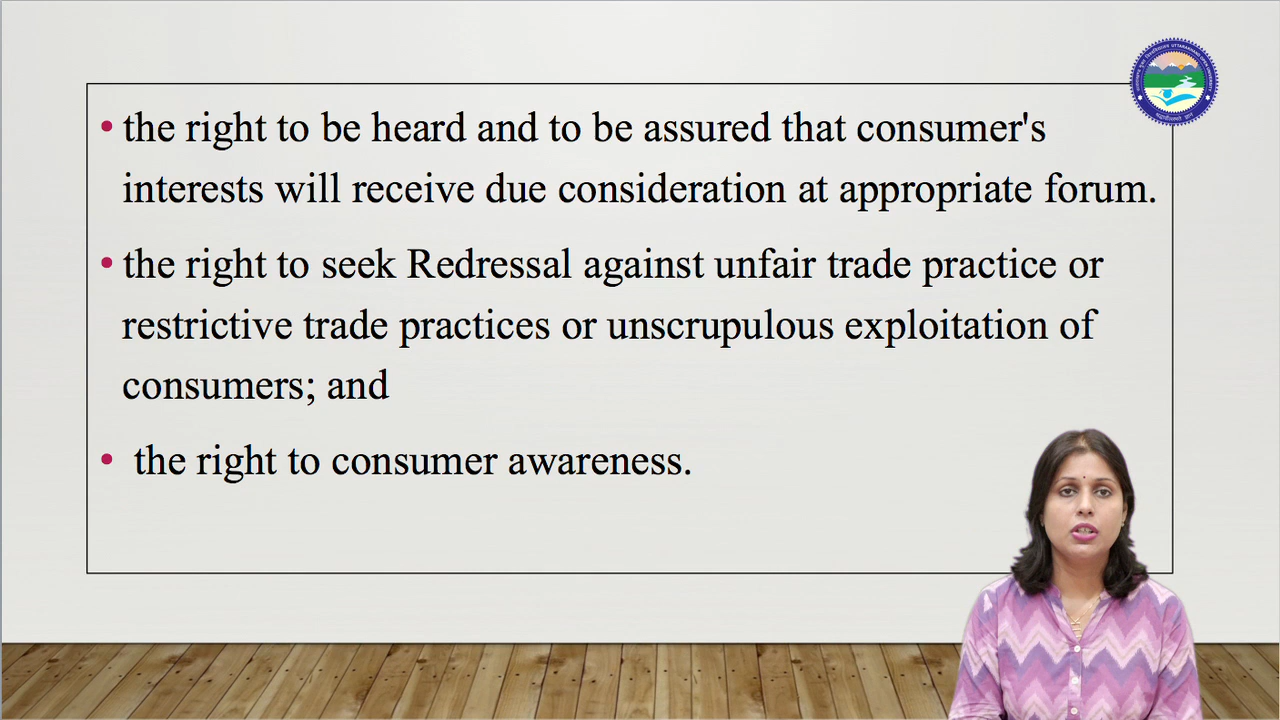 • the right to be heard and to be assured that consumer's
interests will receive due consideration at appropriate forum.
• the right to seek Redressal against unfair trade practice or
restrictive trade practices or unscrupulous exploitation of
consumers; and
• the right to consumer awareness.
UTTARAKHAND